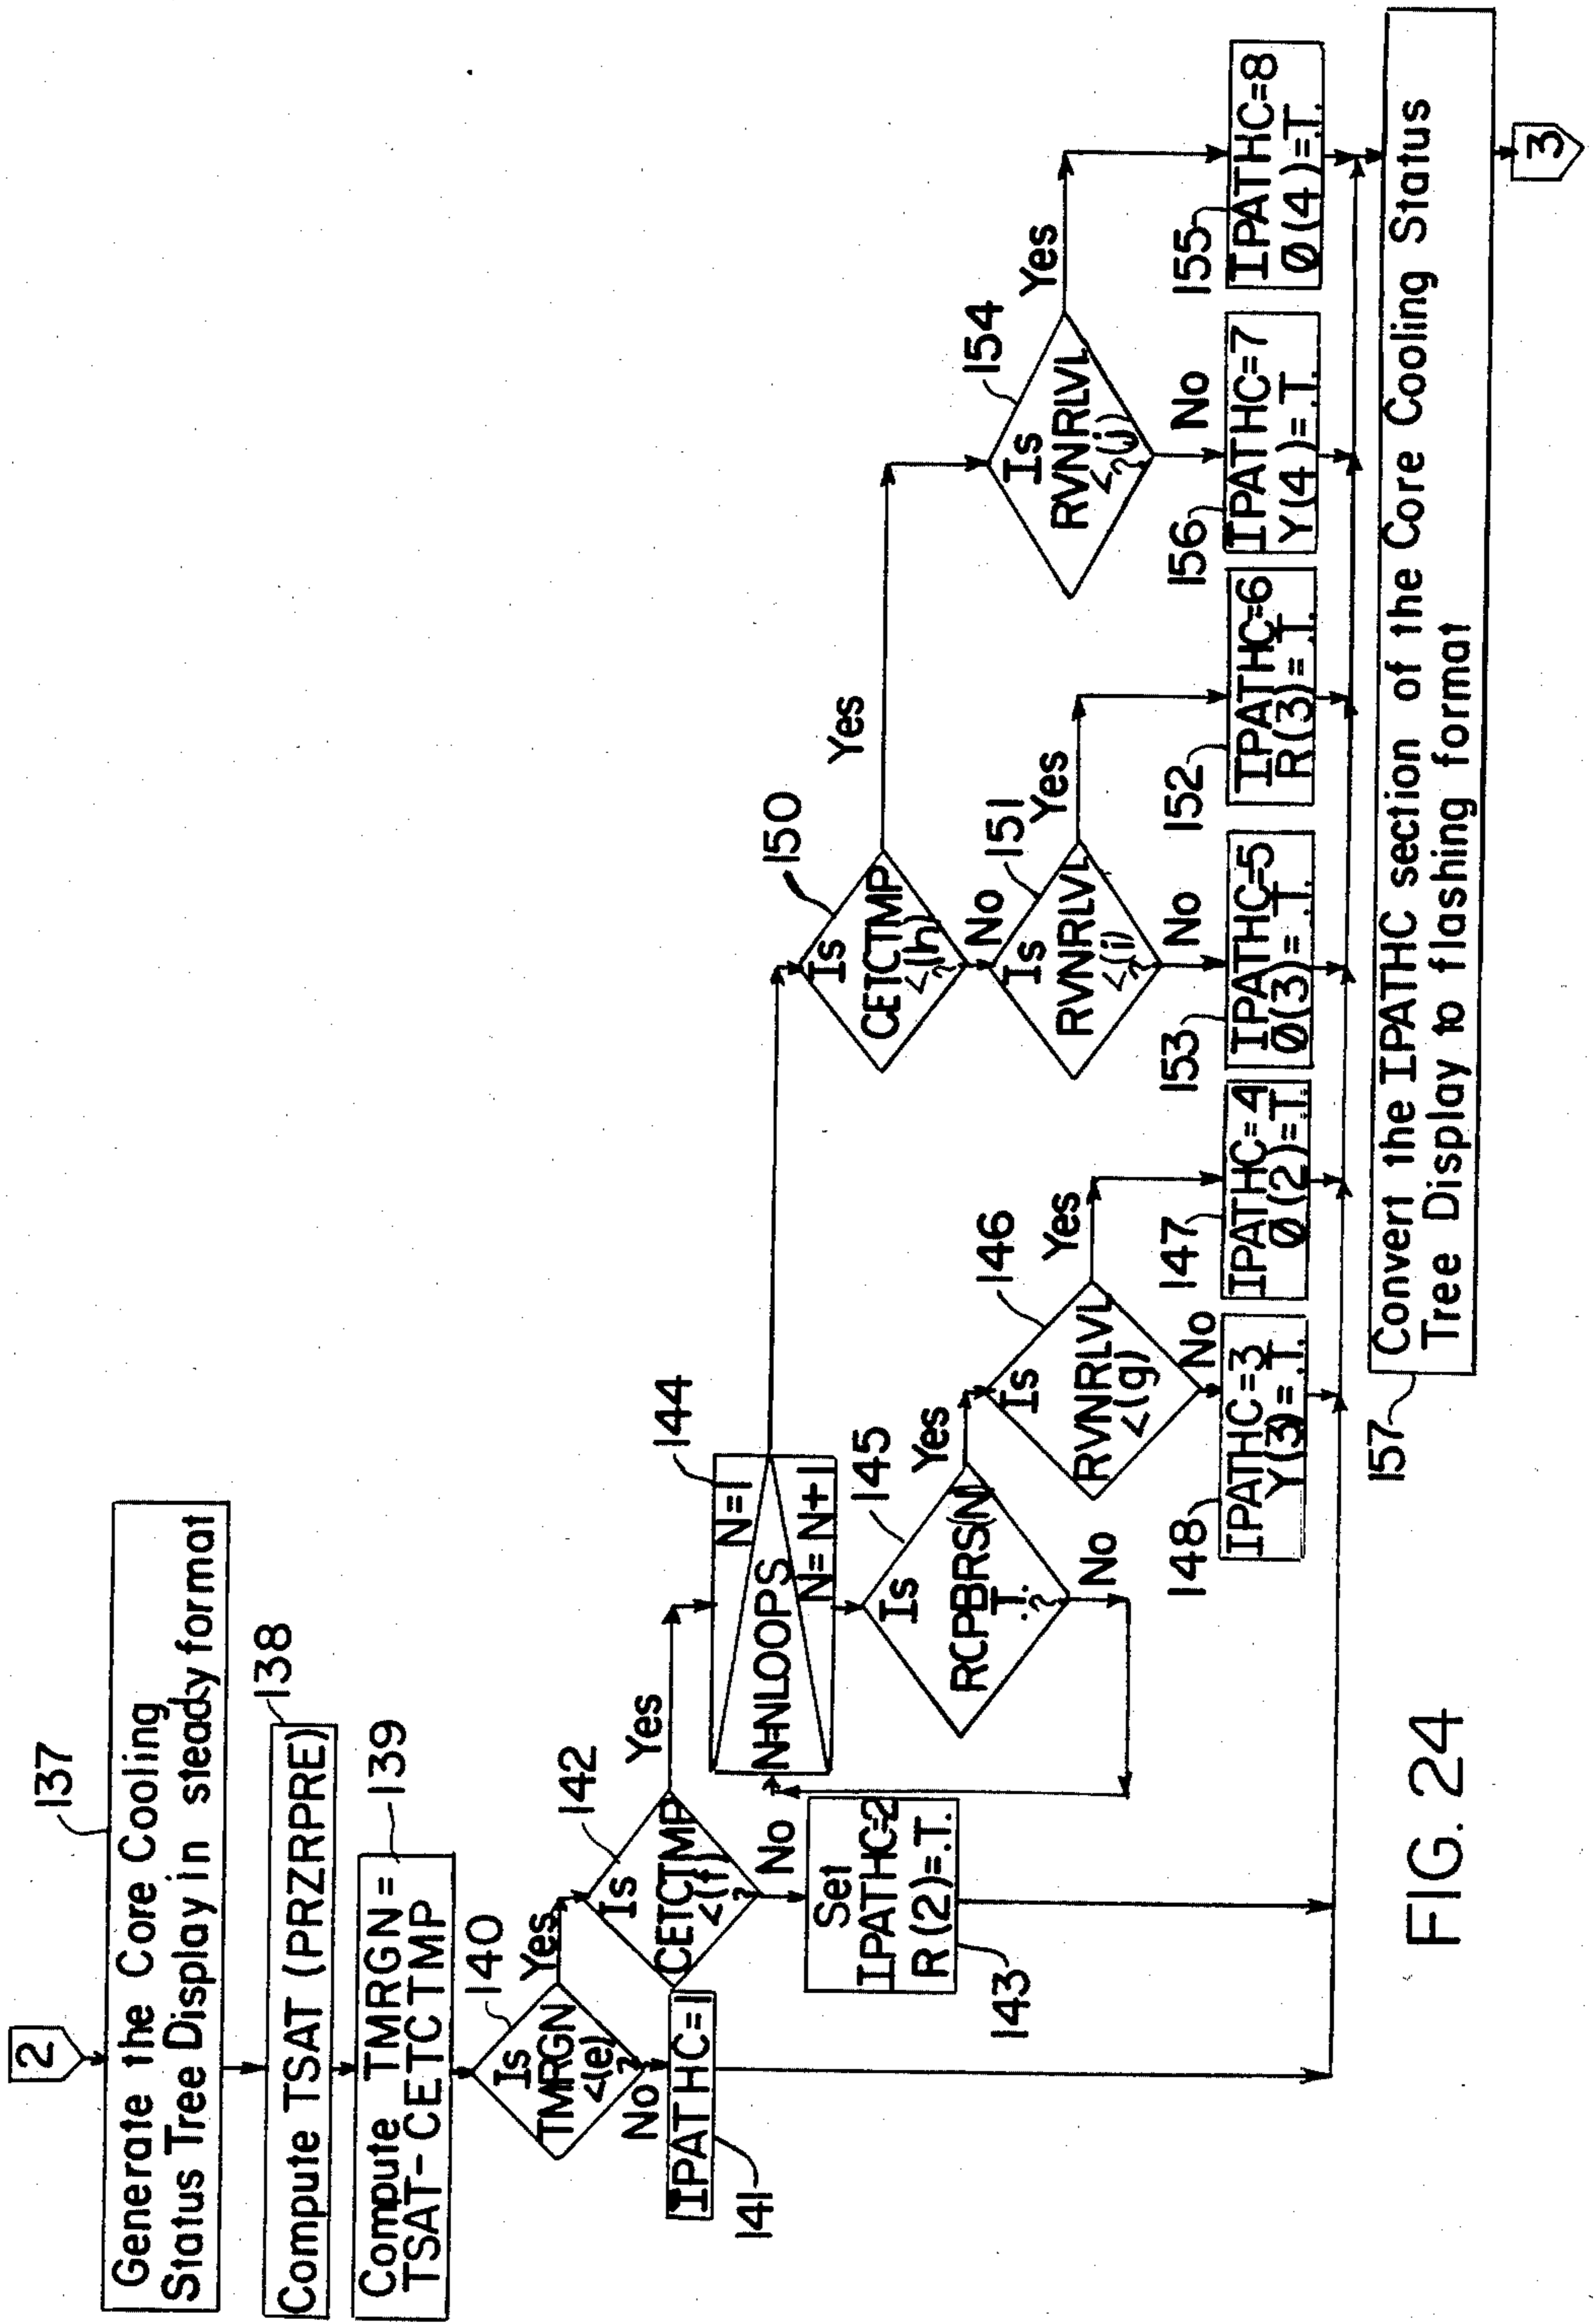 2
137
Generate the Core Cooling
Status Tree Display in steady format
138
Compute TSAT (PRZRPRE)
139
Compute TMRGN =
TSAT-CETCTMP
140
Is
TMRGN
<(e)
?
Yes
No
141
IPATHC=1
142
Is
CETCTMP
<(f)
?
Yes
No
143
Set
IPATHC=2
R(2)=.T.
144
N=1
N=NLOOPS
N=N+1
145
Is
RCPBRS(N)
.T.
?
Yes
No
146
Is
RVNRLVL
<(g)
Yes
No
148
IPATHC=3
Y(3)=.T.
147
IPATHC=4
Ø(2)=.T.
150
Is
CETCTMP
<(h)
?
Yes
No
151
Is
RVNRLVL
<(i)
?
Yes
No
153
IPATHC=5
Ø(3)=.T.
152
IPATHC=6
R(3)=.T.
154
Is
RVNRLVL
<(j)
?
Yes
No
156
IPATHC=7
Y(4)=.T.
155
IPATHC=8
Ø(4)=.T.
157
Convert the IPATHC section of the Core Cooling Status
Tree Display to flashing format
3
FIG. 24